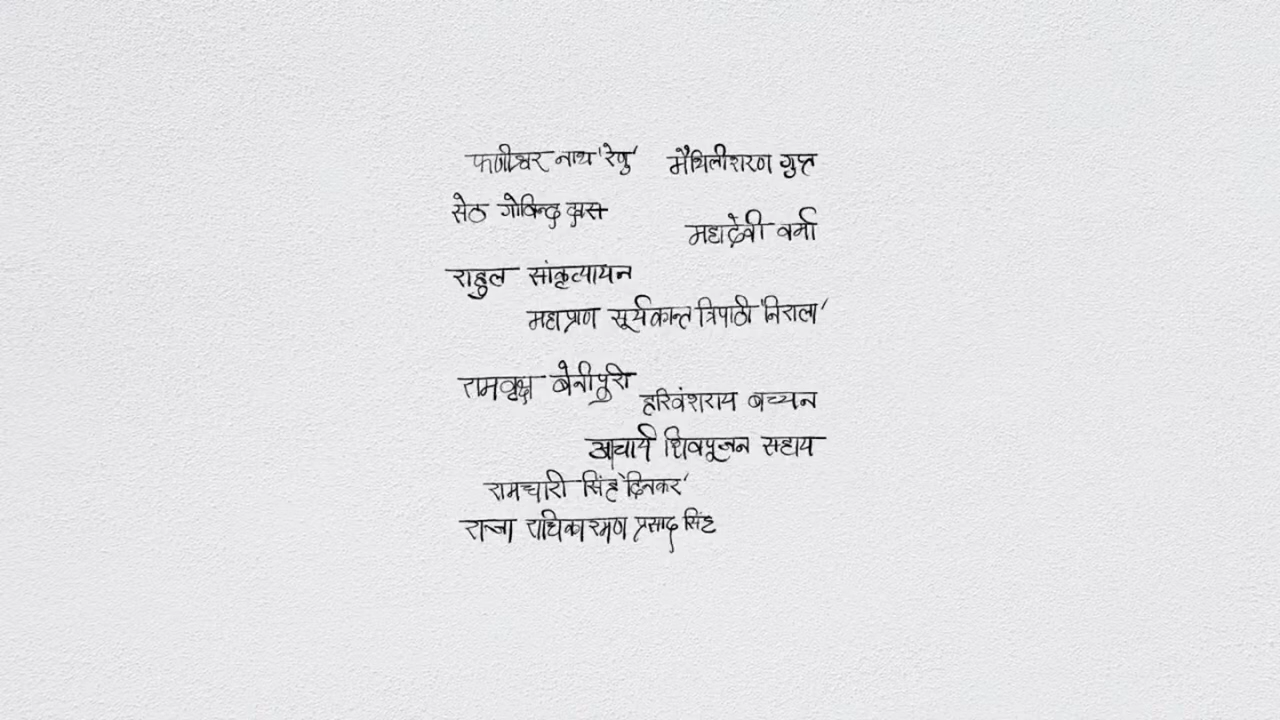 फणीश्वर नाथ 'रेणु' मैथिलीशरण गुप्त
सेठ गोविन्द दास
महादेवी वर्मा
राहुल सांकृत्यायन
महाप्राण सूर्यकान्त त्रिपाठी 'निराला'
रामवृक्ष बेनीपुरी
हरिवंशराय बच्चन
आचार्य शिवपूजन सहाय
रामधारी सिंह 'दिनकर'
राजा राधिका रमण प्रसाद सिंह